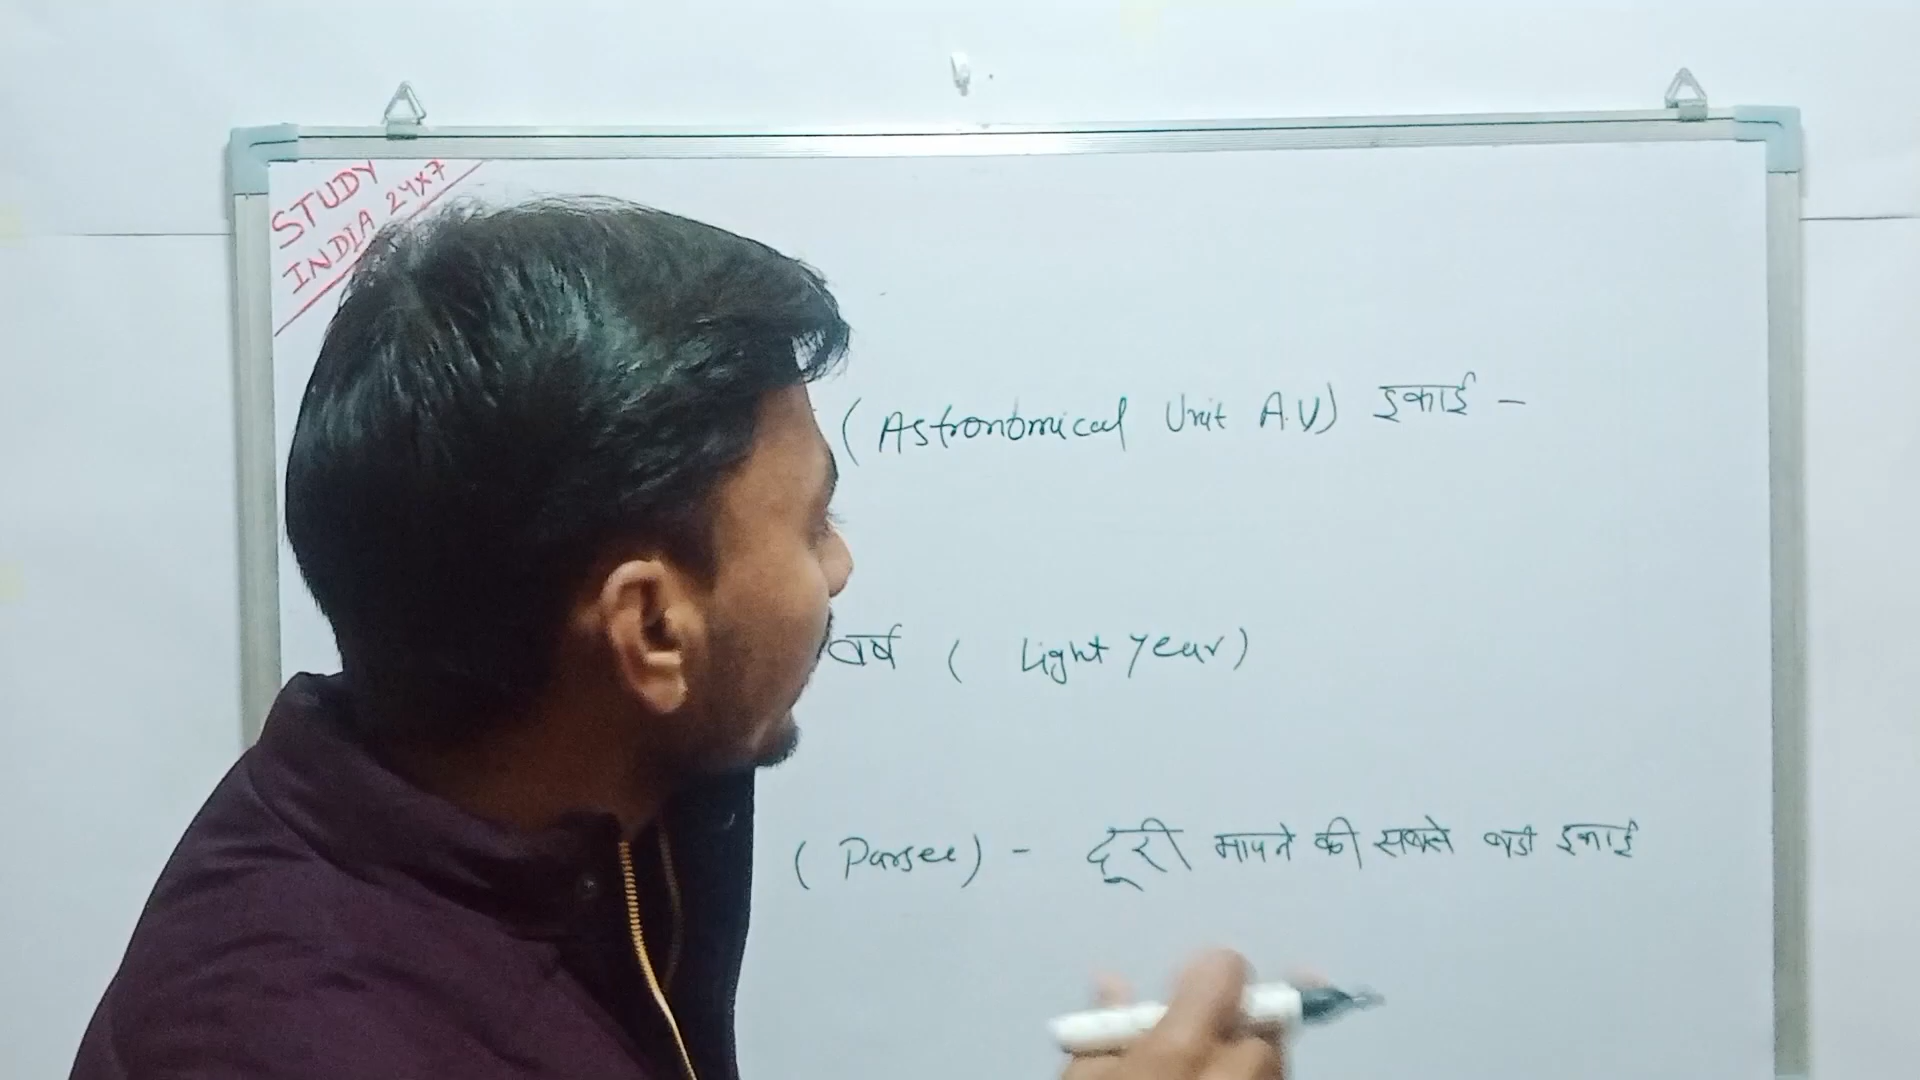 STUDY
INDIA 24x7
(Astronomical Unit A.U) इकाई -
वर्ष ( Light year)
(Parsec) - दूरी मापने की सबसे बडी इकाई